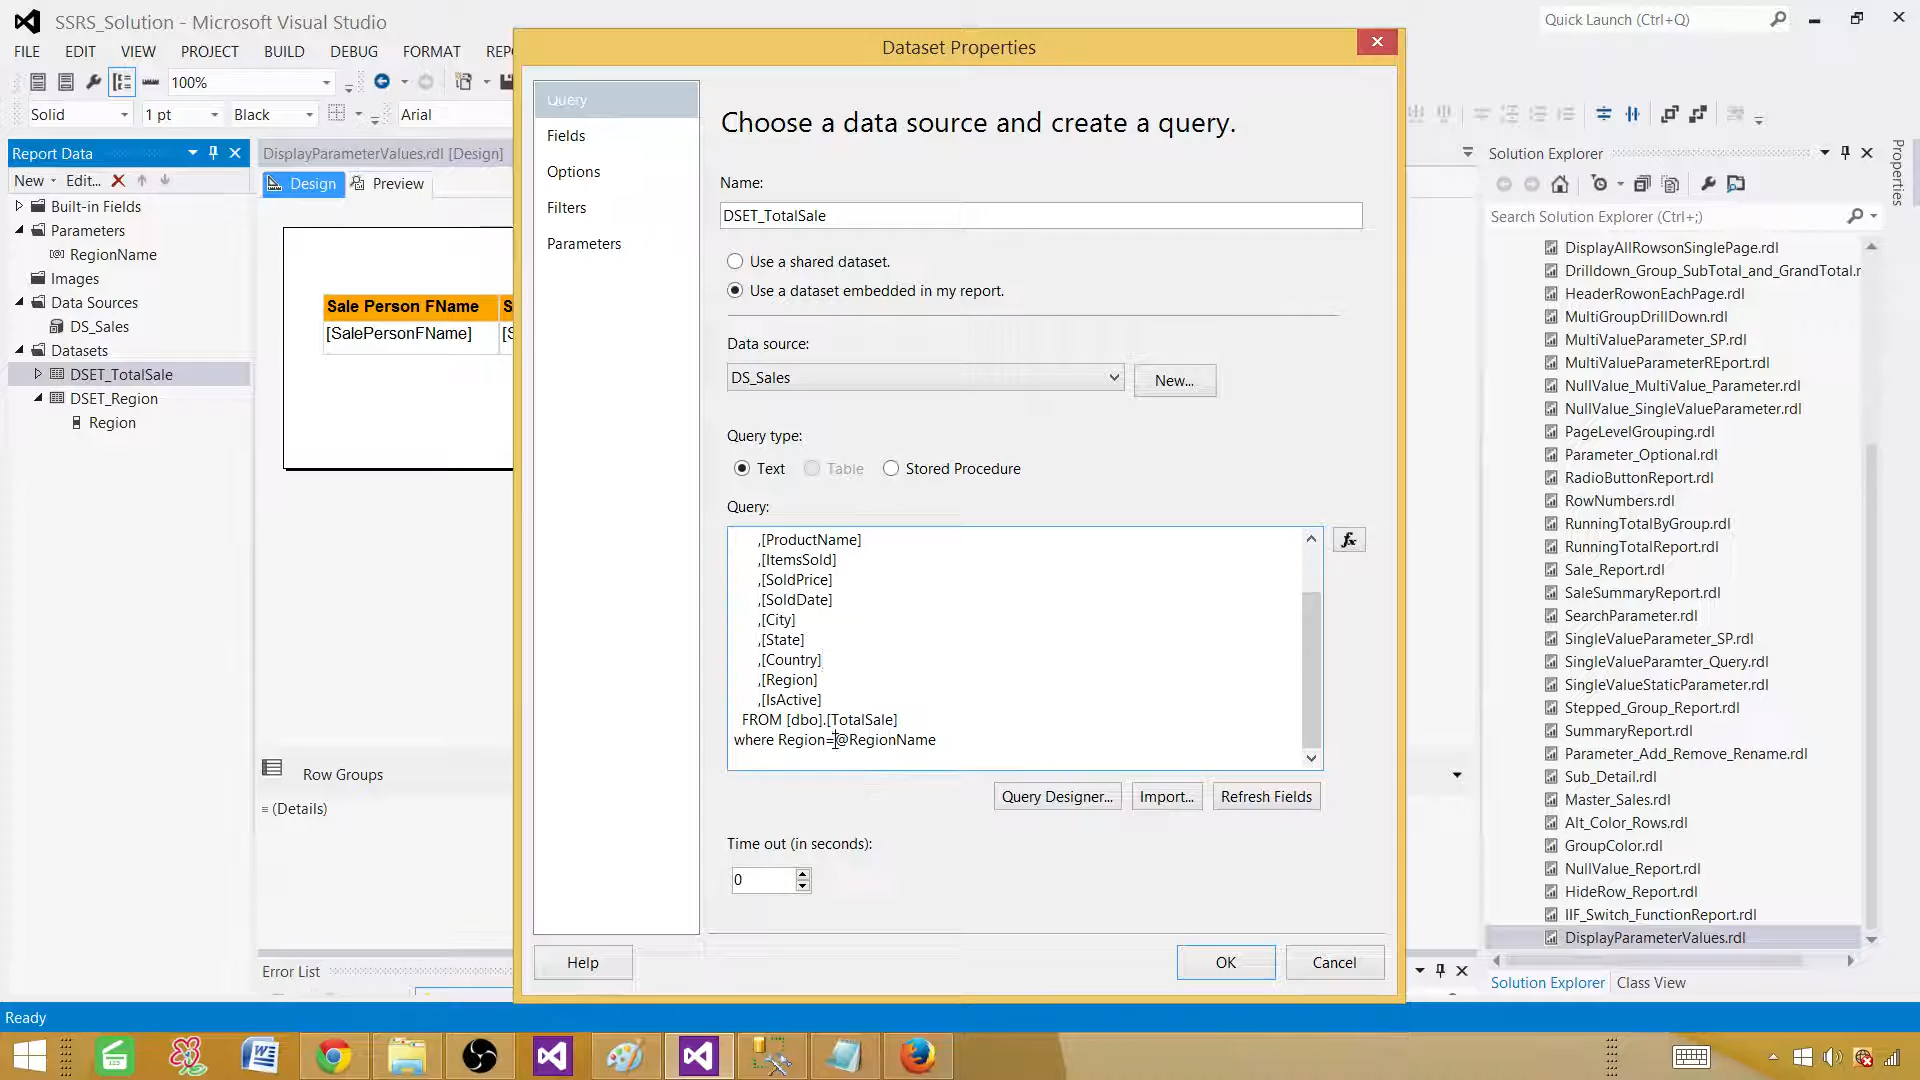 SSRS_Solution - Microsoft Visual Studio
Quick Launch (Ctrl+Q)
FILE EDIT VIEW PROJECT BUILD DEBUG FORMAT
100%
Solid 1 pt Black Arial
Report Data
New Edit...
Built-in Fields
Parameters
RegionName
Images
Data Sources
DS_Sales
Datasets
DSET_TotalSale
DSET_Region
Region
DisplayParameterValues.rdl [Design]
Design Preview
Sale Person FName
[SalePersonFName]
Row Groups
(Details)
Error List
Dataset Properties
Query
Fields
Options
Filters
Parameters
Choose a data source and create a query.
Name:
DSET_TotalSale
Use a shared dataset.
Use a dataset embedded in my report.
Data source:
DS_Sales
New...
Query type:
Text Table Stored Procedure
Query:
,[ProductName]
,[ItemsSold]
,[SoldPrice]
,[SoldDate]
,[City]
,[State]
,[Country]
,[Region]
,[IsActive]
FROM [dbo].[TotalSale]
where Region=@RegionName
fx
Query Designer... Import... Refresh Fields
Time out (in seconds):
0
Help OK Cancel
Solution Explorer
Search Solution Explorer (Ctrl+;)
DisplayAllRowsonSinglePage.rdl
Drilldown_Group_SubTotal_and_GrandTotal.r
HeaderRowonEachPage.rdl
MultiGroupDrillDown.rdl
MultiValueParameter_SP.rdl
MultiValueParameterREport.rdl
NullValue_MultiValue_Parameter.rdl
NullValue_SingleValueParameter.rdl
PageLevelGrouping.rdl
Parameter_Optional.rdl
RadioButtonReport.rdl
RowNumbers.rdl
RunningTotalByGroup.rdl
RunningTotalReport.rdl
Sale_Report.rdl
SaleSummaryReport.rdl
SearchParameter.rdl
SingleValueParameter_SP.rdl
SingleValueParamter_Query.rdl
SingleValueStaticParameter.rdl
Stepped_Group_Report.rdl
SummaryReport.rdl
Parameter_Add_Remove_Rename.rdl
Sub_Detail.rdl
Master_Sales.rdl
Alt_Color_Rows.rdl
GroupColor.rdl
NullValue_Report.rdl
HideRow_Report.rdl
IIF_Switch_FunctionReport.rdl
DisplayParameterValues.rdl
Solution Explorer Class View
Properties
Ready